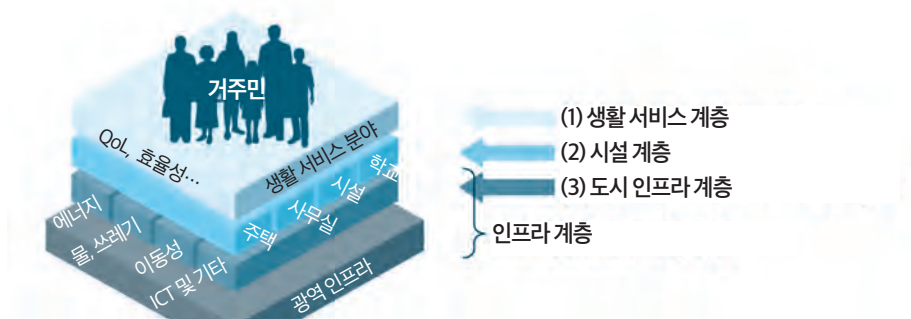 거주민
QoL, 효율성…
생활 서비스 분야
학교
시설
사무실
주택
에너지
물, 쓰레기
이동성
ICT 및 기타
광역 인프라
(1) 생활 서비스 계층
(2) 시설 계층
(3) 도시 인프라 계층
인프라 계층